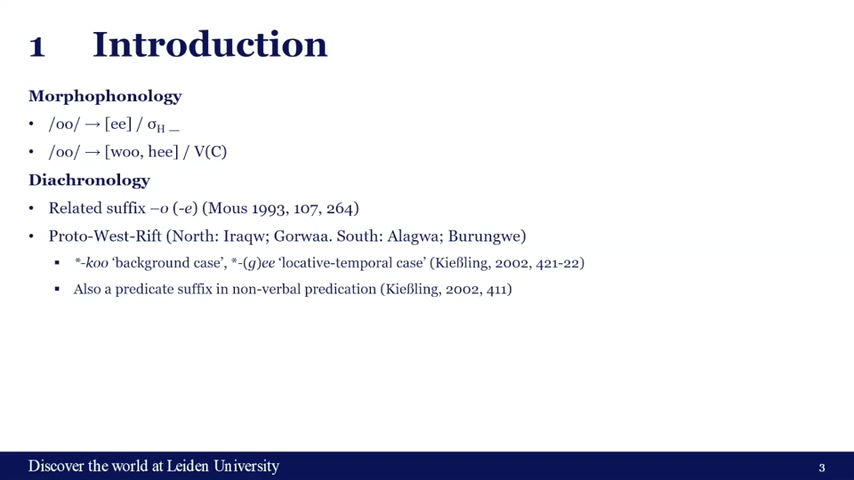 1 Introduction
Morphophonology
• /oo/ → [ee] / σH _
• /oo/ → [woo, hee] / V(C)
Diachronology
• Related suffix –o (-e) (Mous 1993, 107, 264)
• Proto-West-Rift (North: Iraqw; Gorwaa. South: Alagwa; Burungwe)
▪ *-koo ‘background case’, *-(g)ee ‘locative-temporal case’ (Kießling, 2002, 421-22)
▪ Also a predicate suffix in non-verbal predication (Kießling, 2002, 411)
Discover the world at Leiden University
3